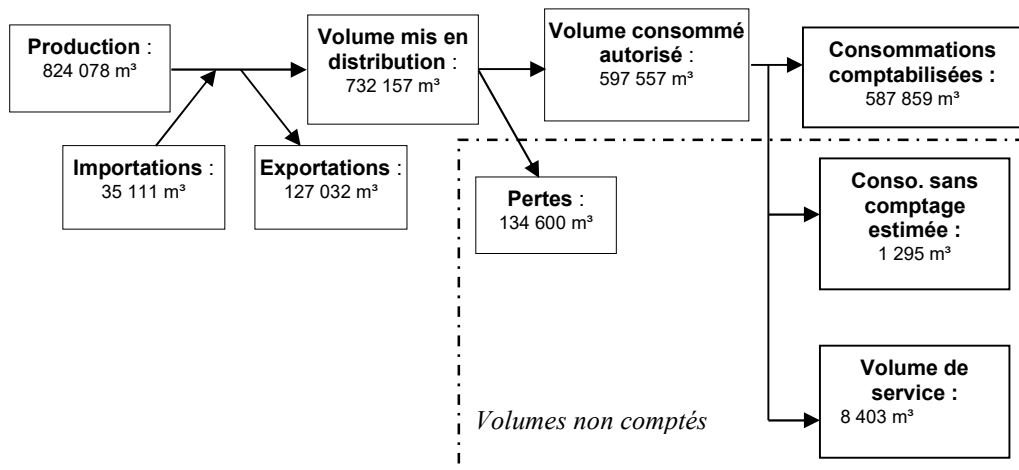 Production :
824 078 m³
Volume mis en
distribution :
732 157 m³
Volume consommé
autorisé :
597 557 m³
Consommations
comptabilisées :
587 859 m³
Importations :
35 111 m³
Exportations :
127 032 m³
Pertes :
134 600 m³
Conso. sans
comptage
estimée :
1 295 m³
Volume de
service :
8 403 m³
Volumes non comptés